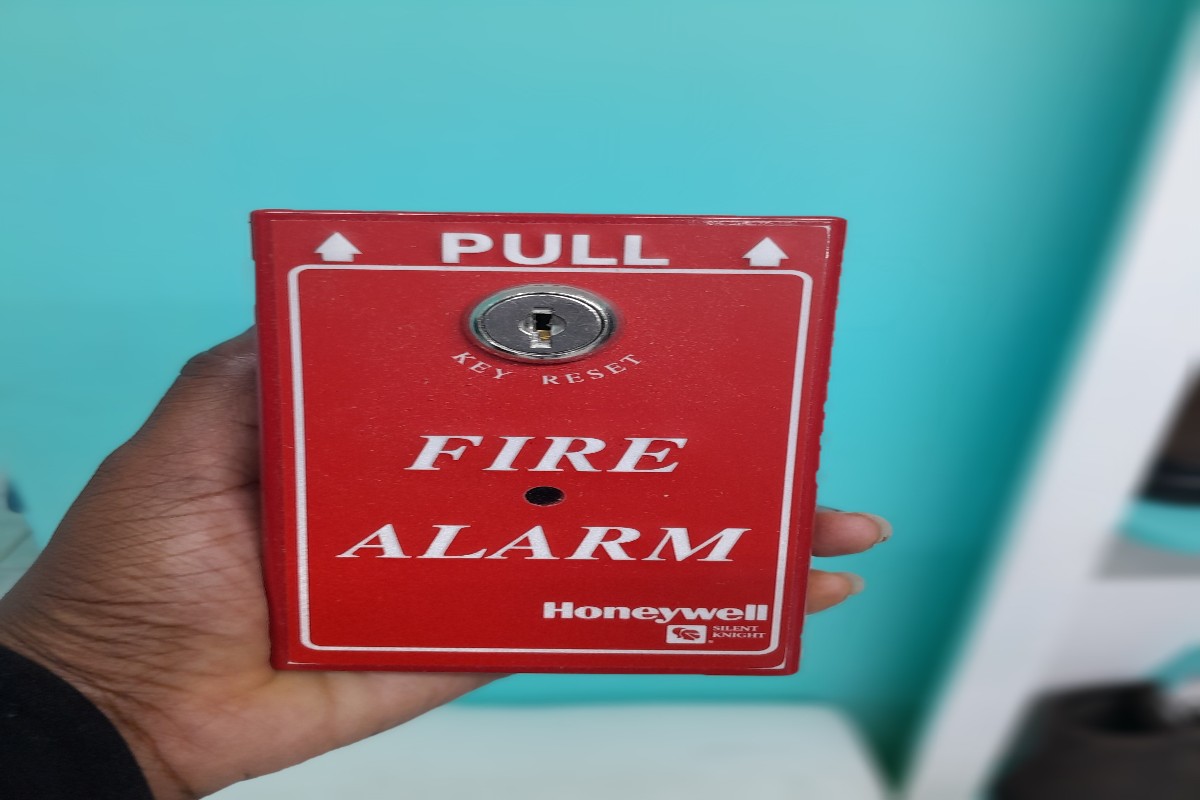 PULL
KEY RESET
FIRE
ALARM
Honeywell
SILENT
KNIGHT